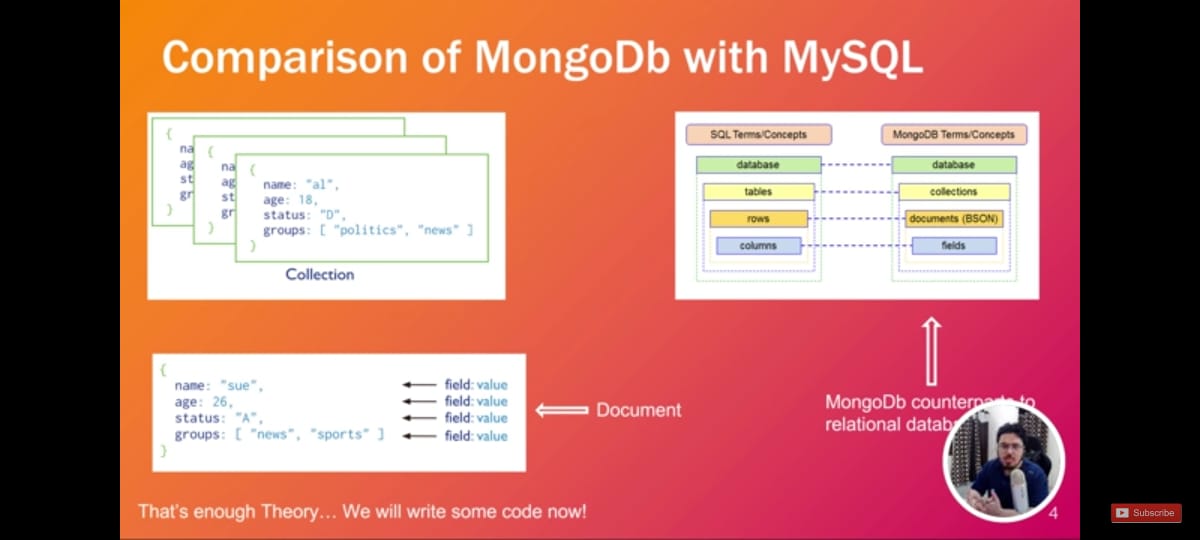 Comparison of MongoDb with MySQL
{
na
ag
st
gr
}
{
na
ag
st
gr
}
{
name: "al",
age: 18,
status: "D",
groups: [ "politics", "news" ]
}
Collection
SQL Terms/Concepts
MongoDB Terms/Concepts
database
database
tables
collections
rows
documents (BSON)
columns
fields
{
name: "sue",
age: 26,
status: "A",
groups: [ "news", "sports" ]
}
field: value
field: value
field: value
field: value
Document
MongoDb counterparts to
relational datab
That's enough Theory... We will write some code now!
4
Subscribe